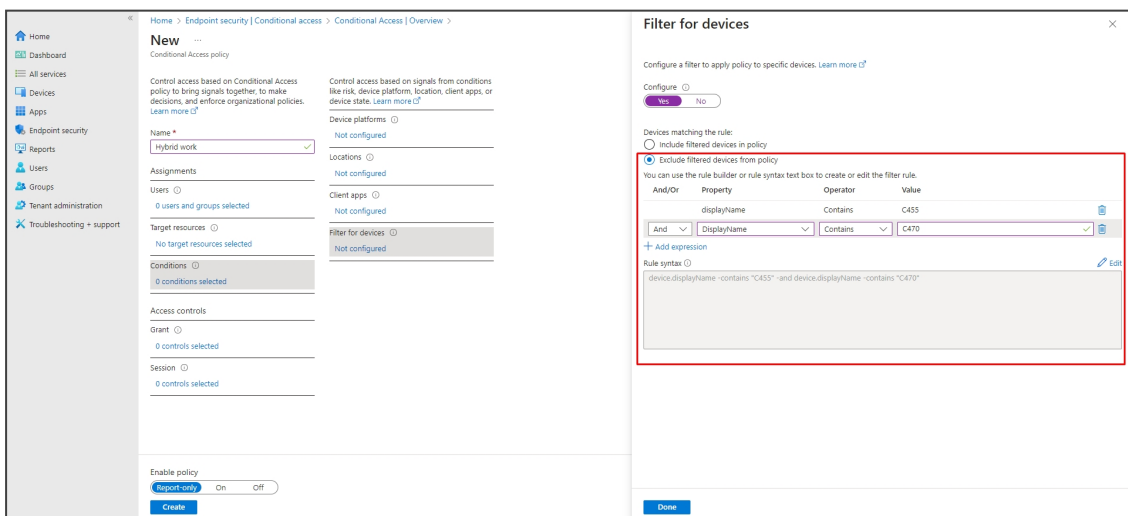 Home
Dashboard
All services
Devices
Apps
Endpoint security
Reports
Users
Groups
Tenant administration
Troubleshooting + support
Home > Endpoint security | Conditional access > Conditional Access | Overview >
New ...
Conditional Access policy
Control access based on Conditional Access
policy to bring signals together, to make
decisions, and enforce organizational policies.
Learn more
Name *
Hybrid work
Assignments
Users
0 users and groups selected
Target resources
No target resources selected
Conditions
0 conditions selected
Access controls
Grant
0 controls selected
Session
0 controls selected
Control access based on signals from conditions
like risk, device platform, location, client apps, or
device state. Learn more
Device platforms
Not configured
Locations
Not configured
Client apps
Not configured
Filter for devices
Not configured
Enable policy
Report-only On Off
Create
Filter for devices
Configure a filter to apply policy to specific devices. Learn more
Configure
Yes No
Devices matching the rule:
Include filtered devices in policy
Exclude filtered devices from policy
You can use the rule builder or rule syntax text box to create or edit the filter rule.
And/Or Property Operator Value
displayName Contains C455
And DisplayName Contains C470
+ Add expression
Rule syntax
Edit
device.displayName -contains "C455" -and device.displayName -contains "C470"
Done